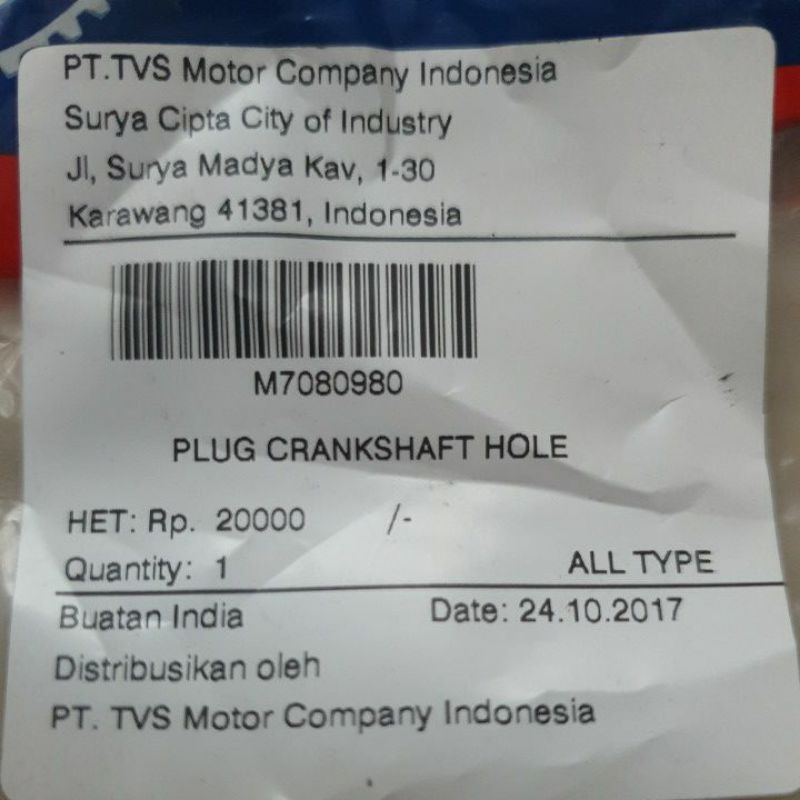 PT.TVS Motor Company Indonesia
Surya Cipta City of Industry
Jl, Surya Madya Kav, 1-30
Karawang 41381, Indonesia
M7080980
PLUG CRANKSHAFT HOLE
HET: Rp. 20000 /-
Quantity: 1 ALL TYPE
Buatan India Date: 24.10.2017
Distribusikan oleh
PT. TVS Motor Company Indonesia